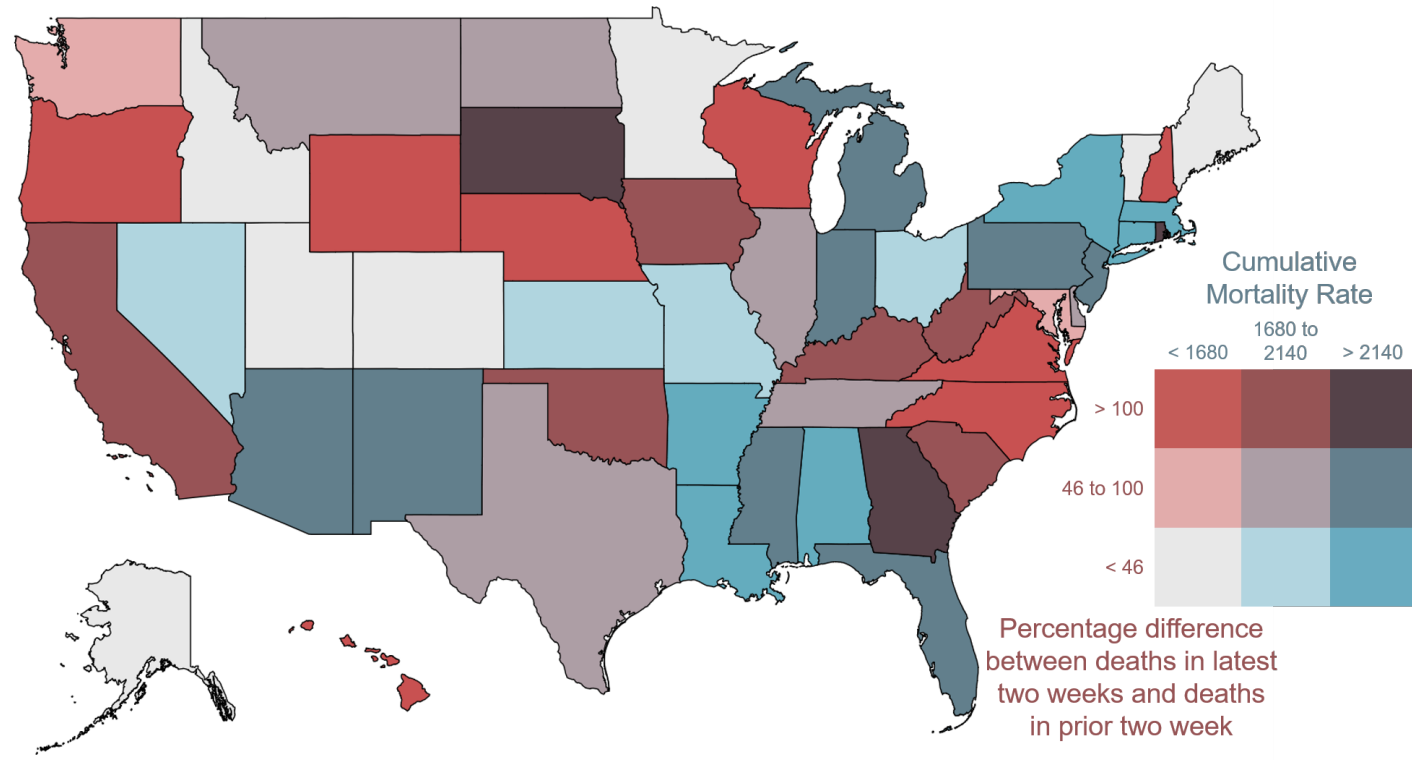 Cumulative
Mortality Rate
< 1680
1680 to
2140
> 2140
> 100
46 to 100
< 46
Percentage difference
between deaths in latest
two weeks and deaths
in prior two week